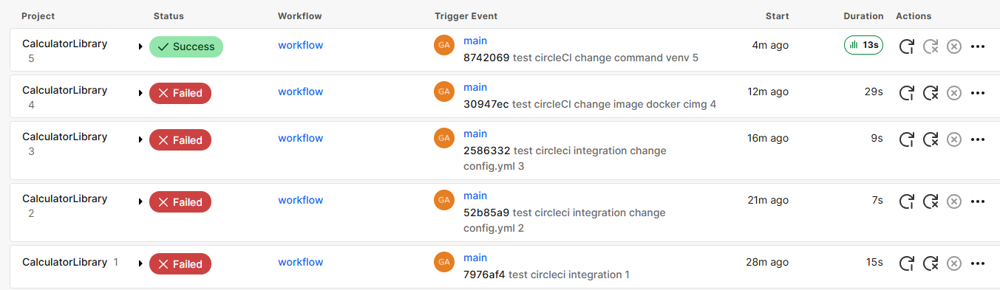 Project Status Workflow Trigger Event Start Duration Actions
CalculatorLibrary Success workflow GA main 4m ago 13s
5 8742069 test circleCI change command venv 5
CalculatorLibrary Failed workflow GA main 12m ago 29s
4 30947ec test circleCI change image docker cimg 4
CalculatorLibrary Failed workflow GA main 16m ago 9s
3 2586332 test circleci integration change
config.yml 3
CalculatorLibrary Failed workflow GA main 21m ago 7s
2 52b85a9 test circleci integration change
config.yml 2
CalculatorLibrary 1 Failed workflow GA main 28m ago 15s
7976af4 test circleci integration 1